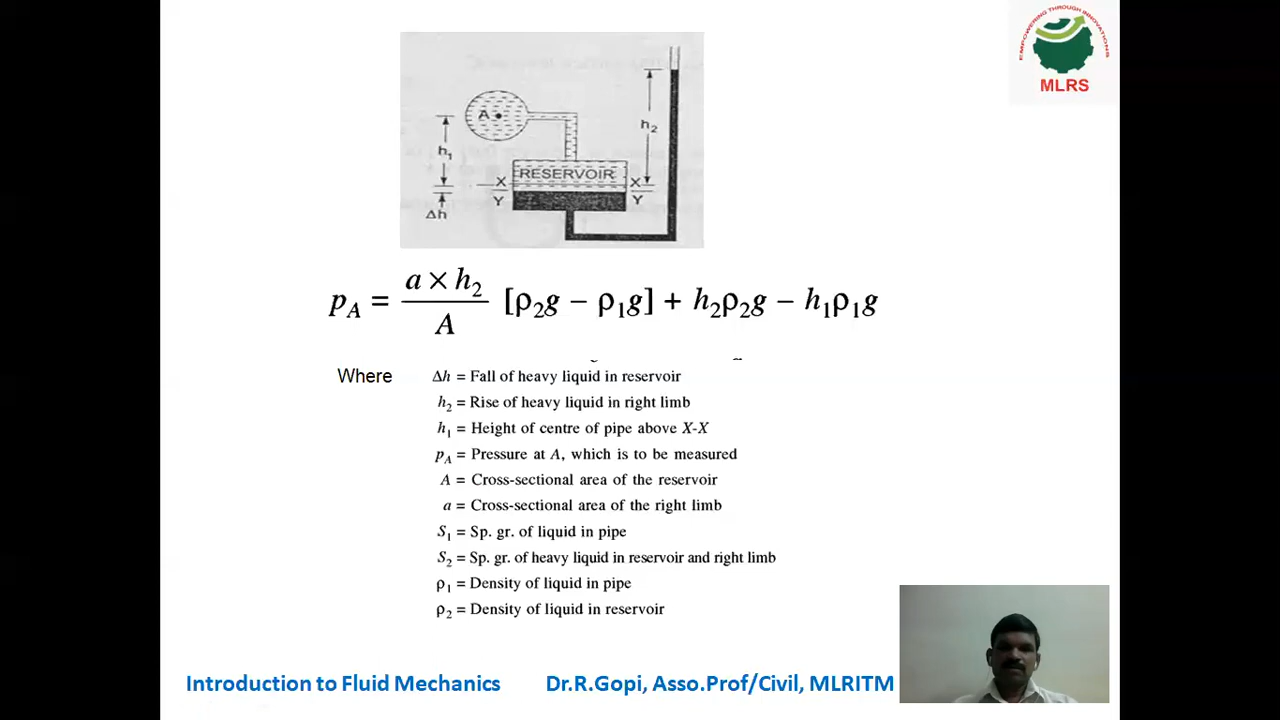 EMPOWERING THROUGH INNOVATIONS
MLRS
A
h₂
h₁
RESERVOIR
X X
Y Y
Δh
p_A = a × h₂ / A [ρ₂g – ρ₁g] + h₂ρ₂g – h₁ρ₁g
Where Δh = Fall of heavy liquid in reservoir
h₂ = Rise of heavy liquid in right limb
h₁ = Height of centre of pipe above X-X
p_A = Pressure at A, which is to be measured
A = Cross-sectional area of the reservoir
a = Cross-sectional area of the right limb
S₁ = Sp. gr. of liquid in pipe
S₂ = Sp. gr. of heavy liquid in reservoir and right limb
ρ₁ = Density of liquid in pipe
ρ₂ = Density of liquid in reservoir
Introduction to Fluid Mechanics Dr.R.Gopi, Asso.Prof/Civil, MLRITM